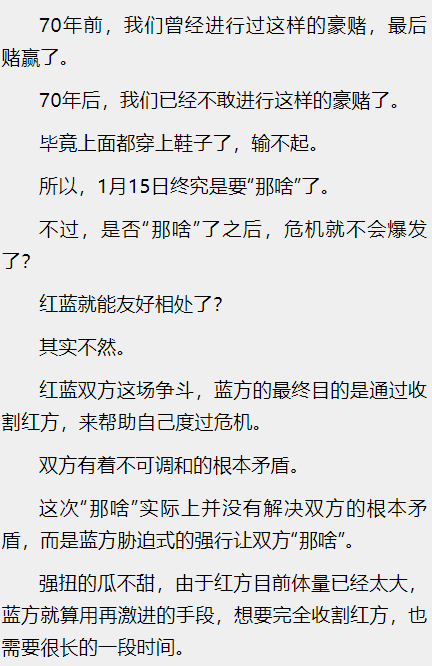 70年前，我们曾经进行过这样的豪赌，最后
赌赢了。
70年后，我们已经不敢进行这样的豪赌了。
毕竟上面都穿上鞋子了，输不起。
所以，1月15日终究是要“那啥”了。
不过，是否“那啥”了之后，危机就不会爆发
了？
红蓝就能友好相处了？
其实不然。
红蓝双方这场争斗，蓝方的最终目的是通过收
割红方，来帮助自己度过危机。
双方有着不可调和的根本矛盾。
这次“那啥”实际上并没有解决双方的根本矛
盾，而是蓝方胁迫式的强行让双方“那啥”。
强扭的瓜不甜，由于红方目前体量已经太大，
蓝方就算用再激进的手段，想要完全收割红方，也
需要很长的一段时间。